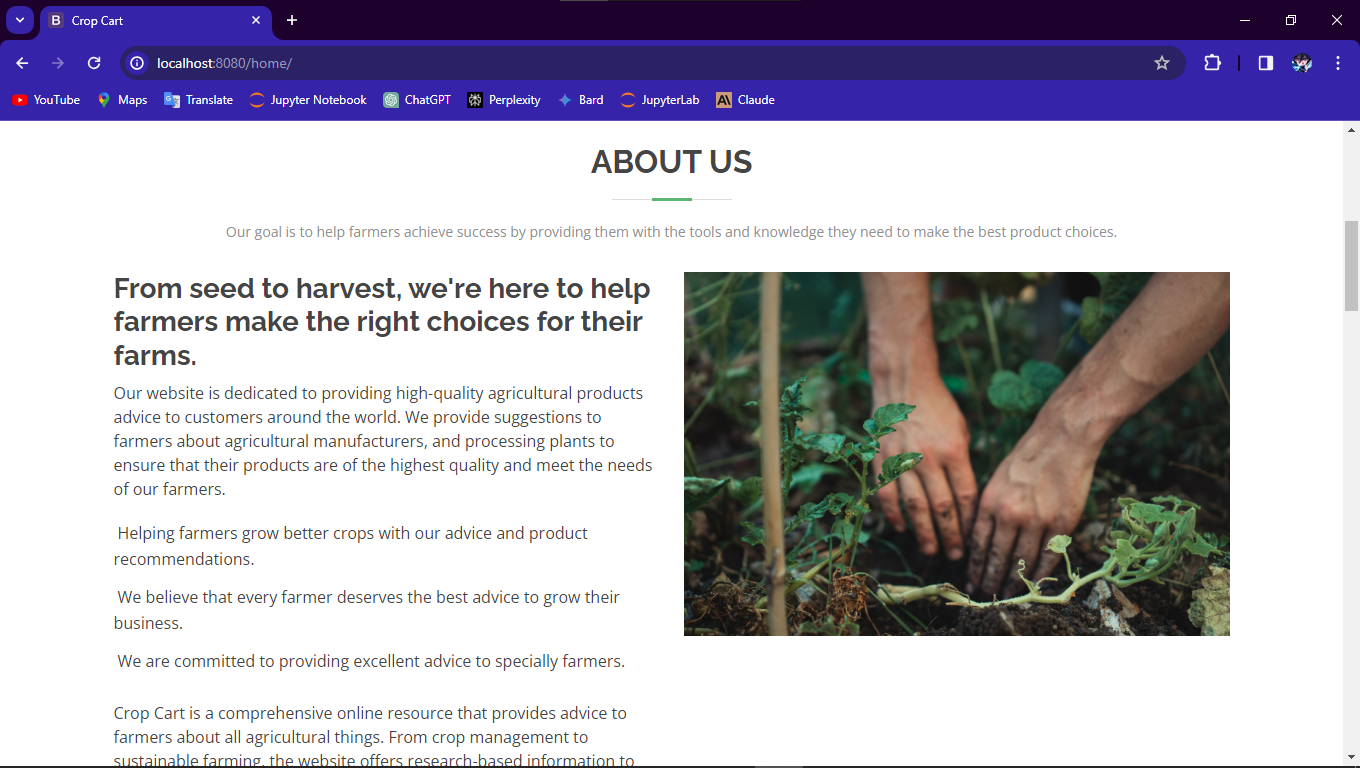 B Crop Cart
localhost:8080/home/
YouTube Maps Translate Jupyter Notebook ChatGPT Perplexity Bard JupyterLab Claude
ABOUT US
Our goal is to help farmers achieve success by providing them with the tools and knowledge they need to make the best product choices.
From seed to harvest, we're here to help
farmers make the right choices for their
farms.
Our website is dedicated to providing high-quality agricultural products
advice to customers around the world. We provide suggestions to
farmers about agricultural manufacturers, and processing plants to
ensure that their products are of the highest quality and meet the needs
of our farmers.
Helping farmers grow better crops with our advice and product
recommendations.
We believe that every farmer deserves the best advice to grow their
business.
We are committed to providing excellent advice to specially farmers.
Crop Cart is a comprehensive online resource that provides advice to
farmers about all agricultural things. From crop management to
sustainable farming, the website offers research-based information to